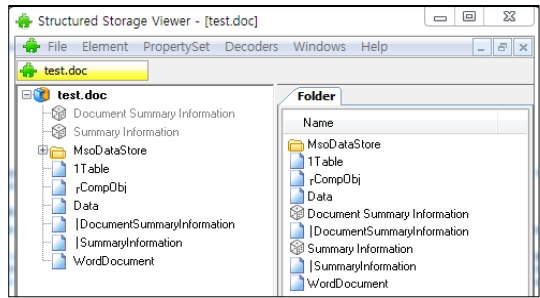 Structured Storage Viewer - [test.doc]
File Element PropertySet Decoders Windows Help
test.doc
test.doc
Document Summary Information
Summary Information
MsoDataStore
1Table
┌CompObj
Data
|DocumentSummaryInformation
|SummaryInformation
WordDocument
Folder
Name
MsoDataStore
1Table
┌CompObj
Data
Document Summary Information
|DocumentSummaryInformation
Summary Information
|SummaryInformation
WordDocument